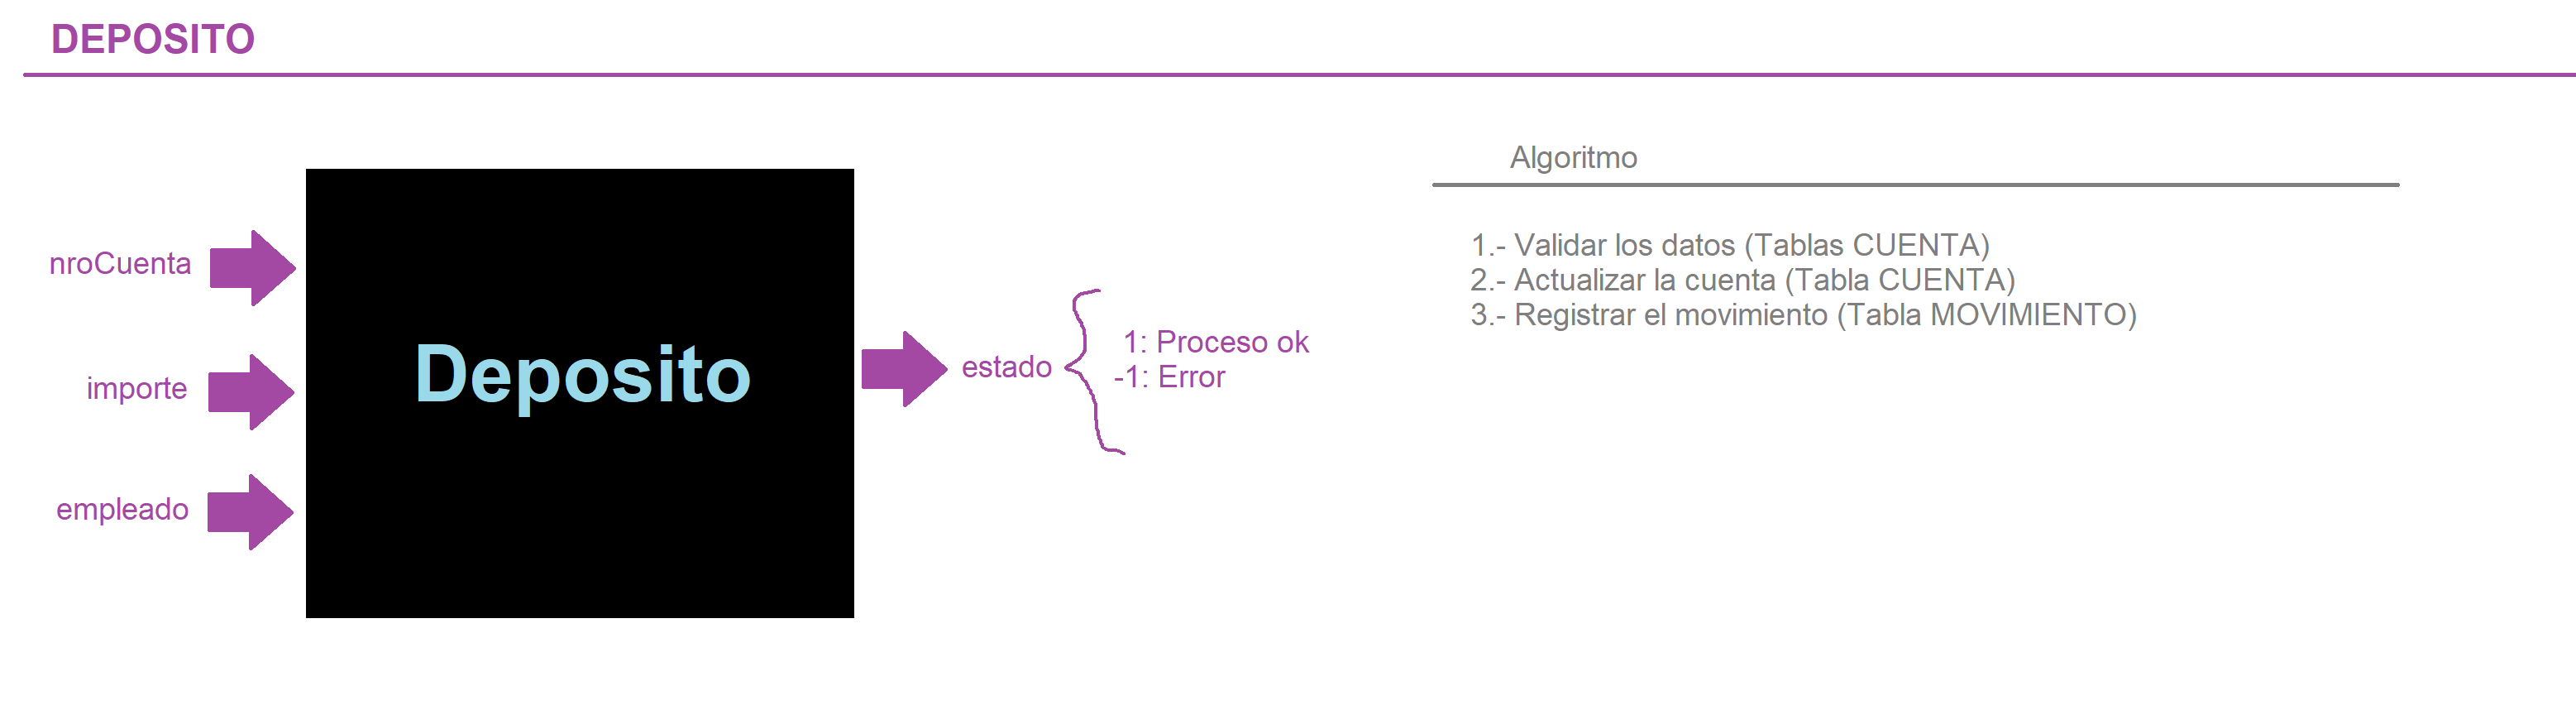 DEPOSITO
nroCuenta
importe
empleado
Deposito
estado
1: Proceso ok
-1: Error
Algoritmo
1.- Validar los datos (Tablas CUENTA)
2.- Actualizar la cuenta (Tabla CUENTA)
3.- Registrar el movimiento (Tabla MOVIMIENTO)